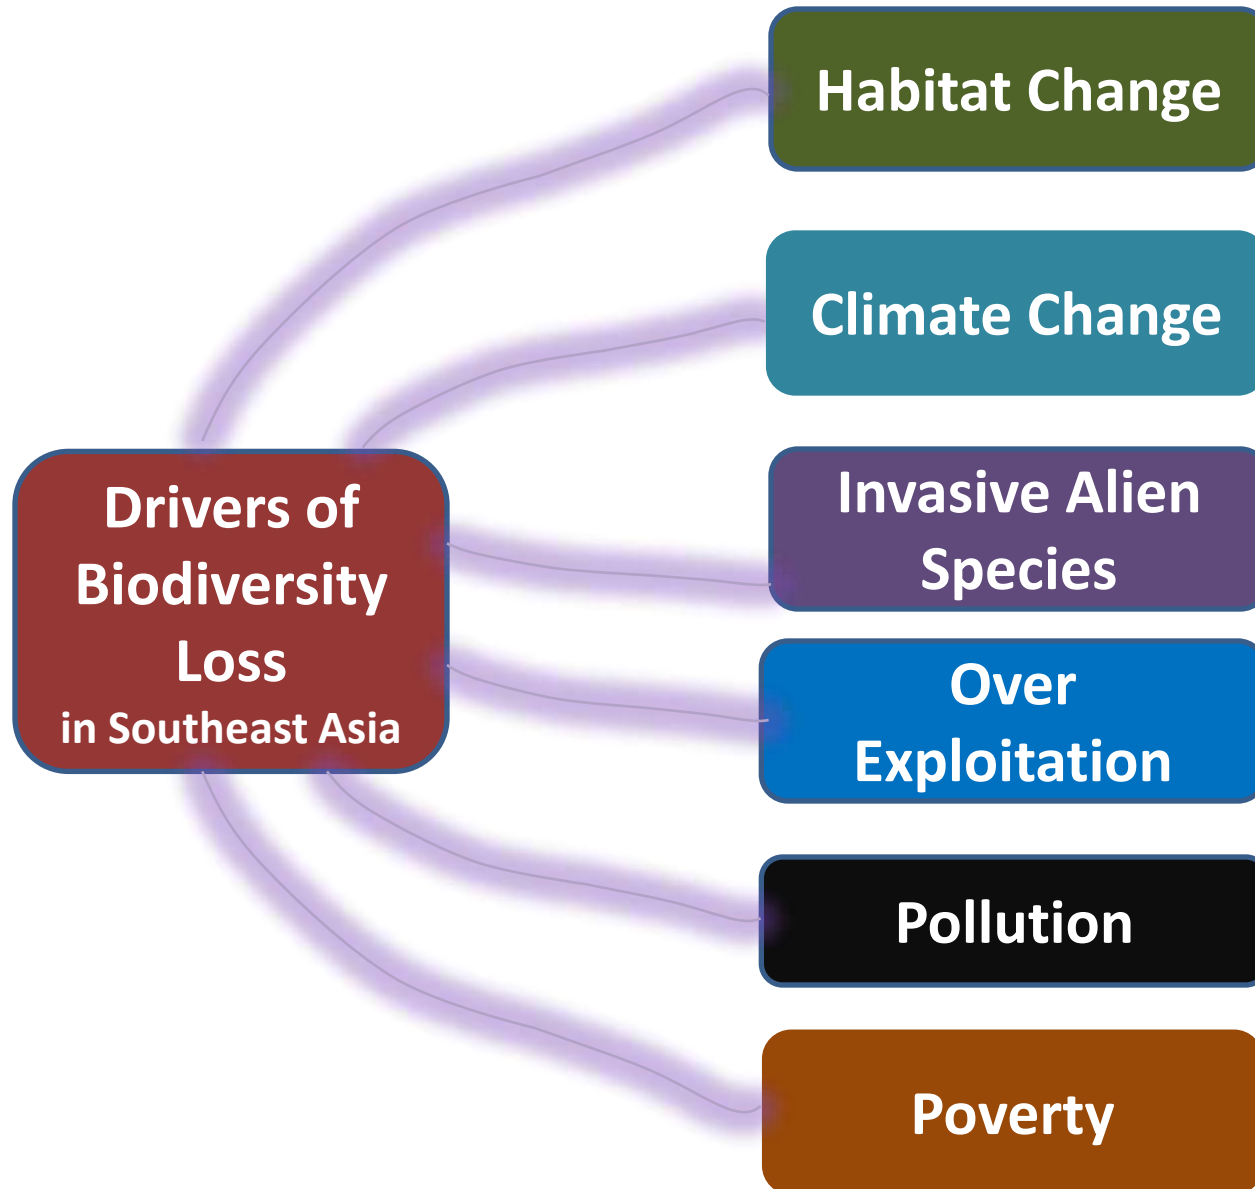 Habitat Change
Climate Change
Drivers of
Biodiversity
Loss
in Southeast Asia
Invasive Alien
Species
Over
Exploitation
Pollution
Poverty